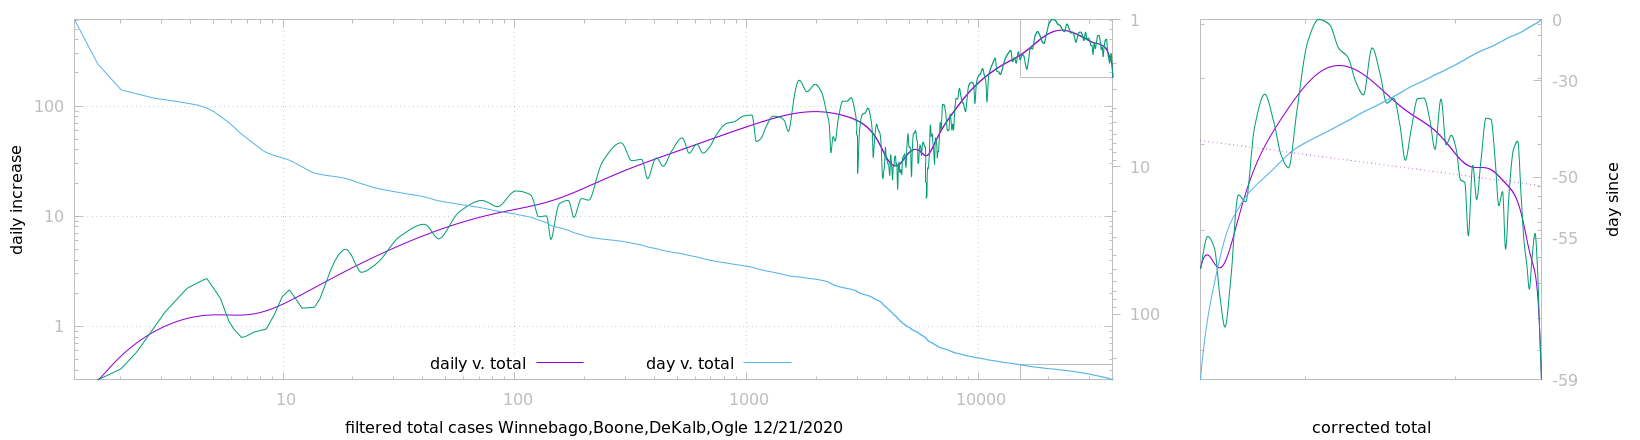 100
10
1
daily increase
daily v. total
day v. total
10
100
1000
10000
filtered total cases Winnebago,Boone,DeKalb,Ogle 12/21/2020
1
10
100
0
-30
-50
-55
-59
day since
corrected total